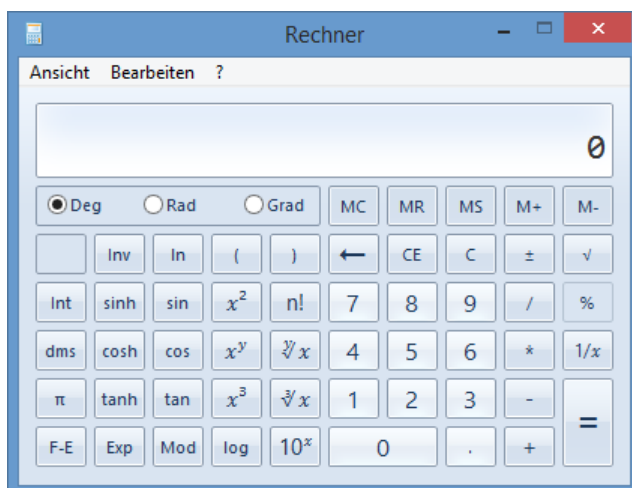 Rechner
Ansicht Bearbeiten ?
0
Deg Rad Grad MC MR MS M+ M-
Inv ln ( ) ← CE C ± √
Int sinh sin x² n! 7 8 9 / %
dms cosh cos xʸ ʸ√x 4 5 6 * 1/x
π tanh tan x³ ³√x 1 2 3 - =
F-E Exp Mod log 10ˣ 0 . +